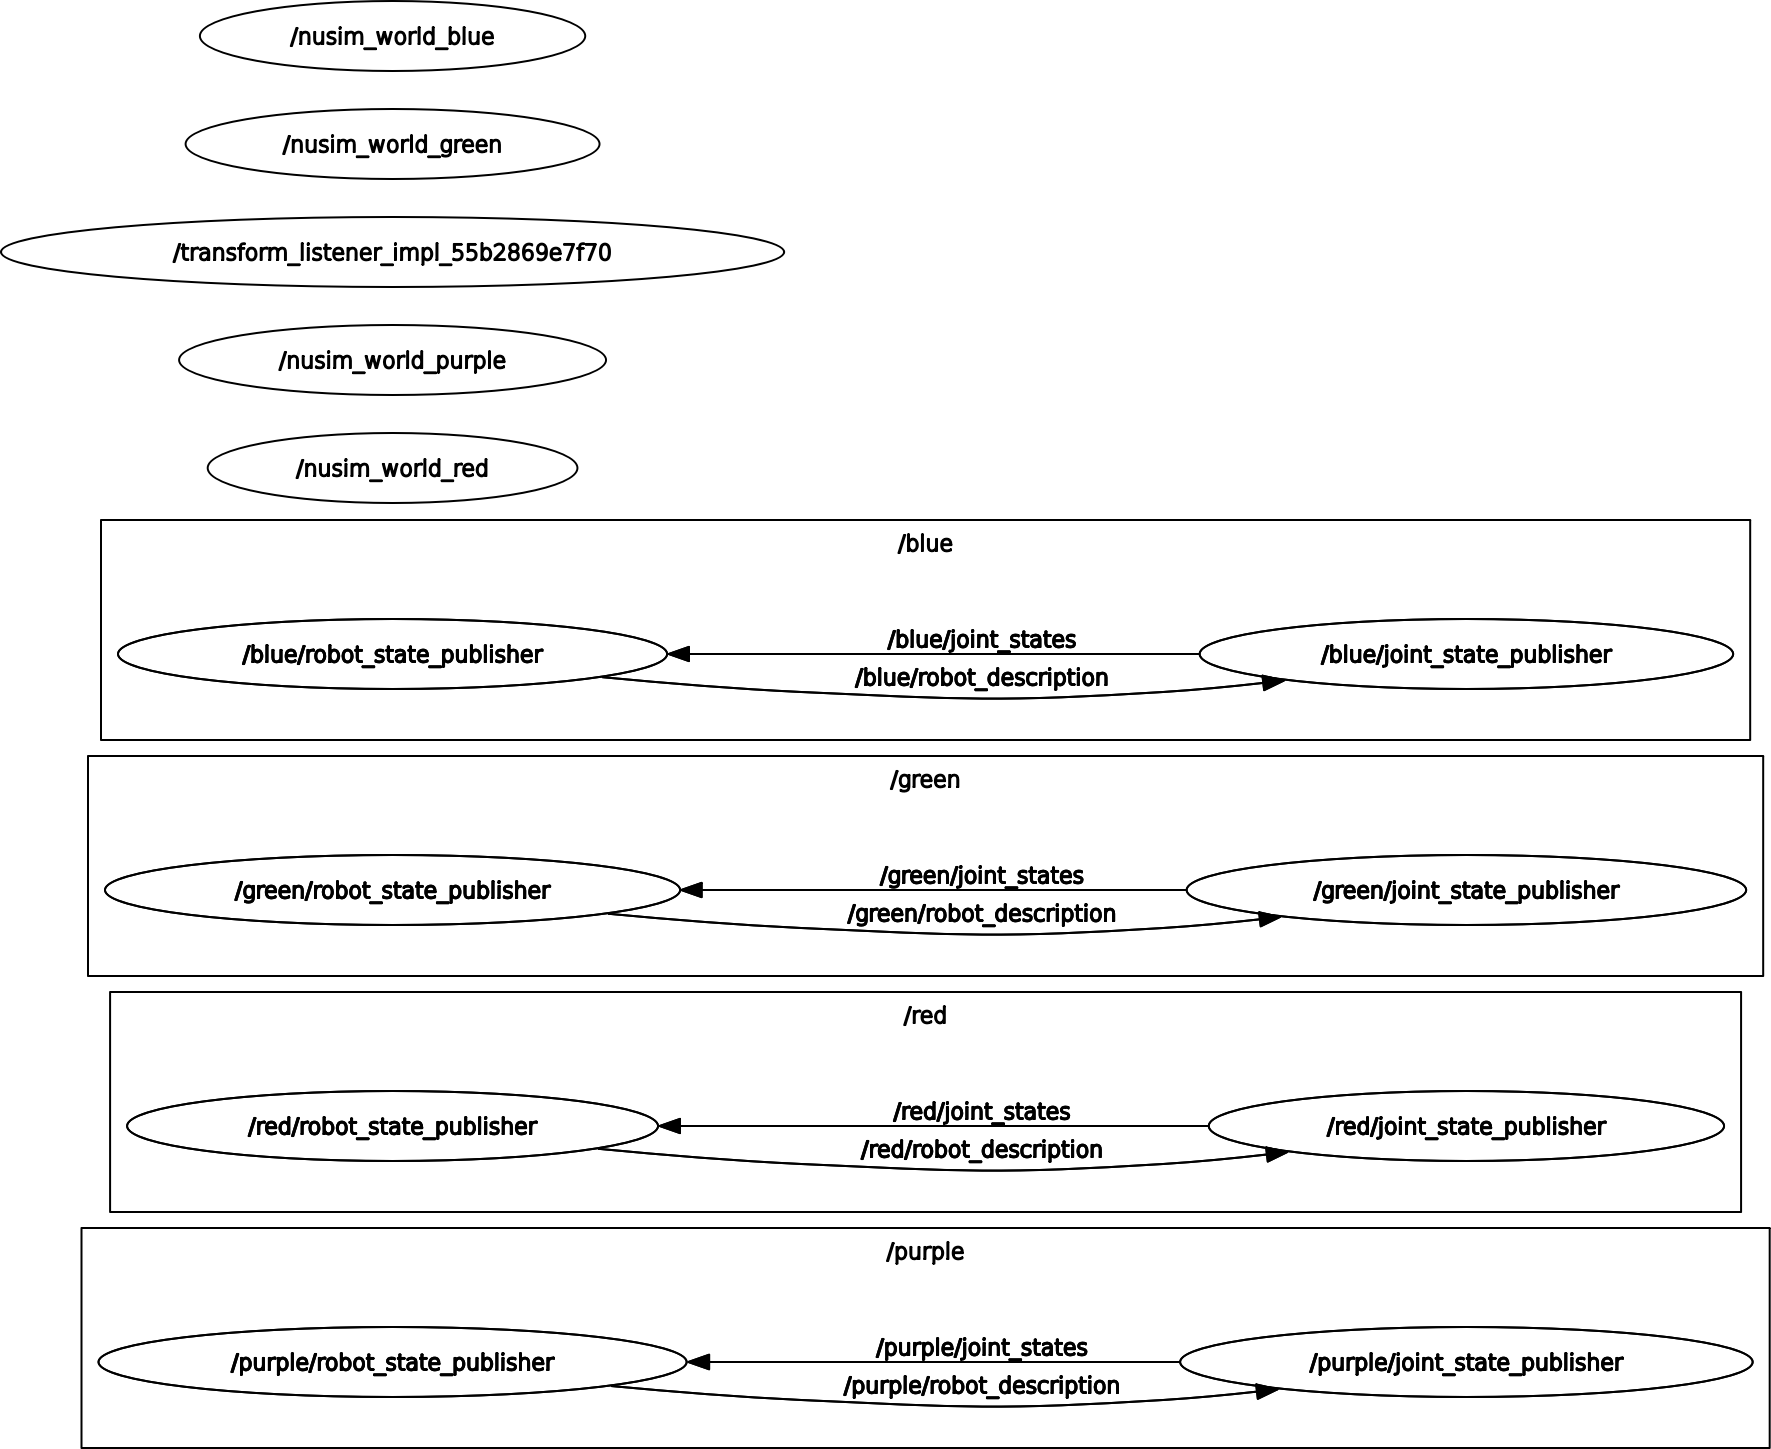 /nusim_world_blue
/nusim_world_green
/transform_listener_impl_55b2869e7f70
/nusim_world_purple
/nusim_world_red
/blue
/blue/robot_state_publisher
/blue/joint_states
/blue/robot_description
/blue/joint_state_publisher
/green
/green/robot_state_publisher
/green/joint_states
/green/robot_description
/green/joint_state_publisher
/red
/red/robot_state_publisher
/red/joint_states
/red/robot_description
/red/joint_state_publisher
/purple
/purple/robot_state_publisher
/purple/joint_states
/purple/robot_description
/purple/joint_state_publisher